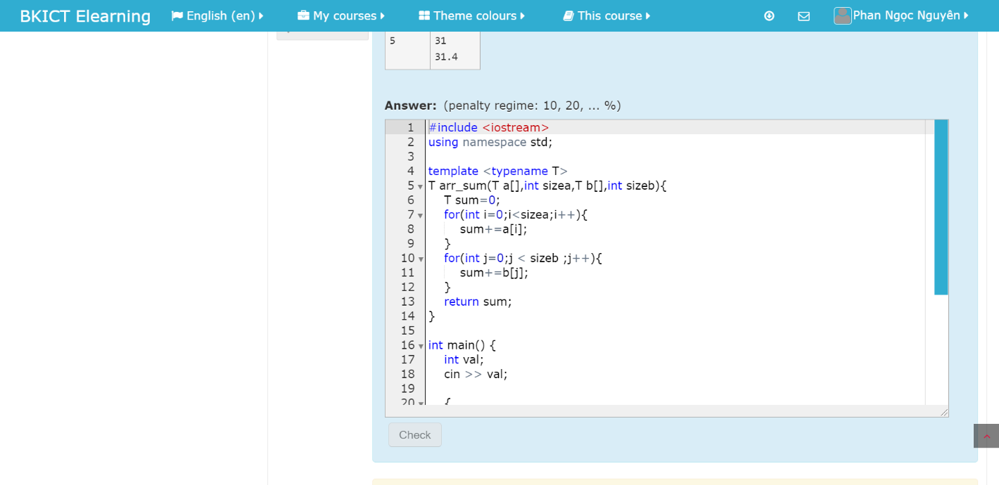 BKICT Elearning English (en) My courses Theme colours This course Phan Ngọc Nguyên
5 31
31.4
Answer: (penalty regime: 10, 20, ... %)
1 #include <iostream>
2 using namespace std;
3
4 template <typename T>
5 T arr_sum(T a[],int sizea,T b[],int sizeb){
6 T sum=0;
7 for(int i=0;i<sizea;i++){
8 sum+=a[i];
9 }
10 for(int j=0;j < sizeb ;j++){
11 sum+=b[j];
12 }
13 return sum;
14 }
15
16 int main() {
17 int val;
18 cin >> val;
19
20 {
Check